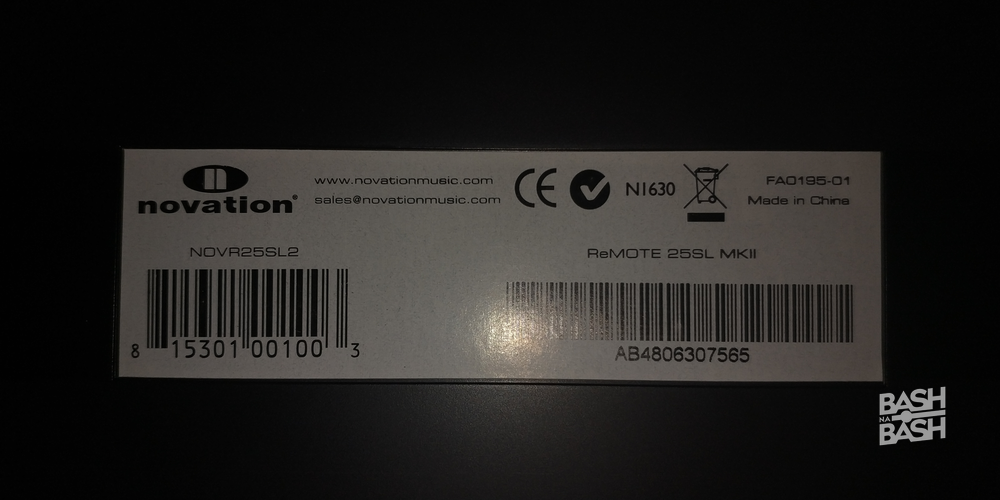 novation®
www.novationmusic.com
sales@novationmusic.com
CE
N1630
FA0195-01
Made in China
NOVR25SL2
8 15301 00100 3
ReMOTE 25SL MKII
AB4806307565
BASH
NA
BASH